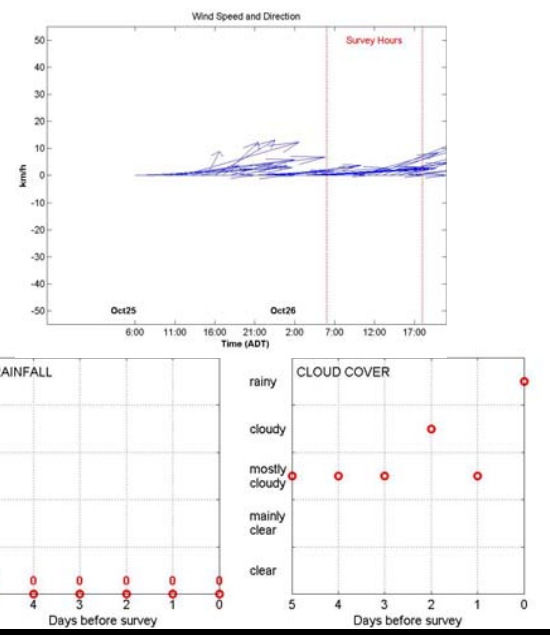 Wind Speed and Direction
50
40
30
20
10
0
-10
-20
-30
-40
-50
km/h
Survey Hours
Oct25
Oct26
6:00 11:00 16:00 21:00 2:00 7:00 12:00 17:00
Time (ADT)
AINFALL
0 0 0 0 0
4 3 2 1 0
Days before survey
CLOUD COVER
rainy
cloudy
mostly
cloudy
mainly
clear
clear
5 4 3 2 1 0
Days before survey